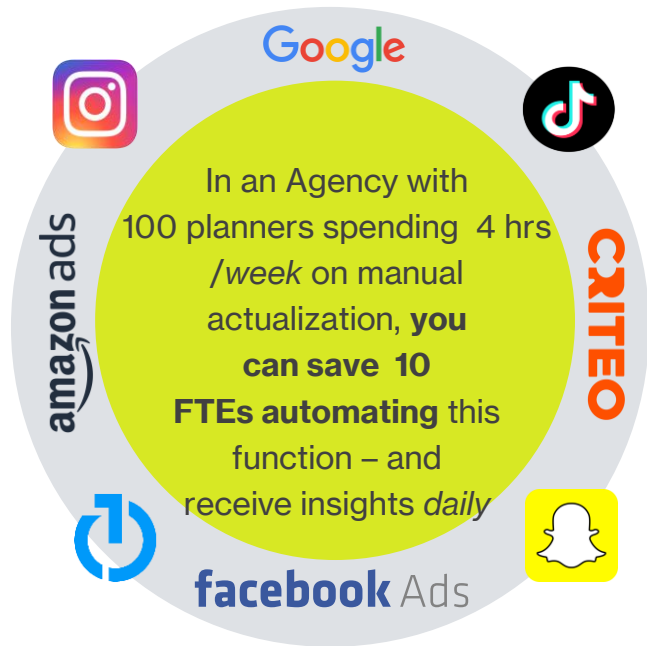 Google
In an Agency with
100 planners spending 4 hrs
/week on manual
actualization, you
can save 10
FTEs automating this
function – and
receive insights daily
amazon ads
CRITEO
facebook Ads